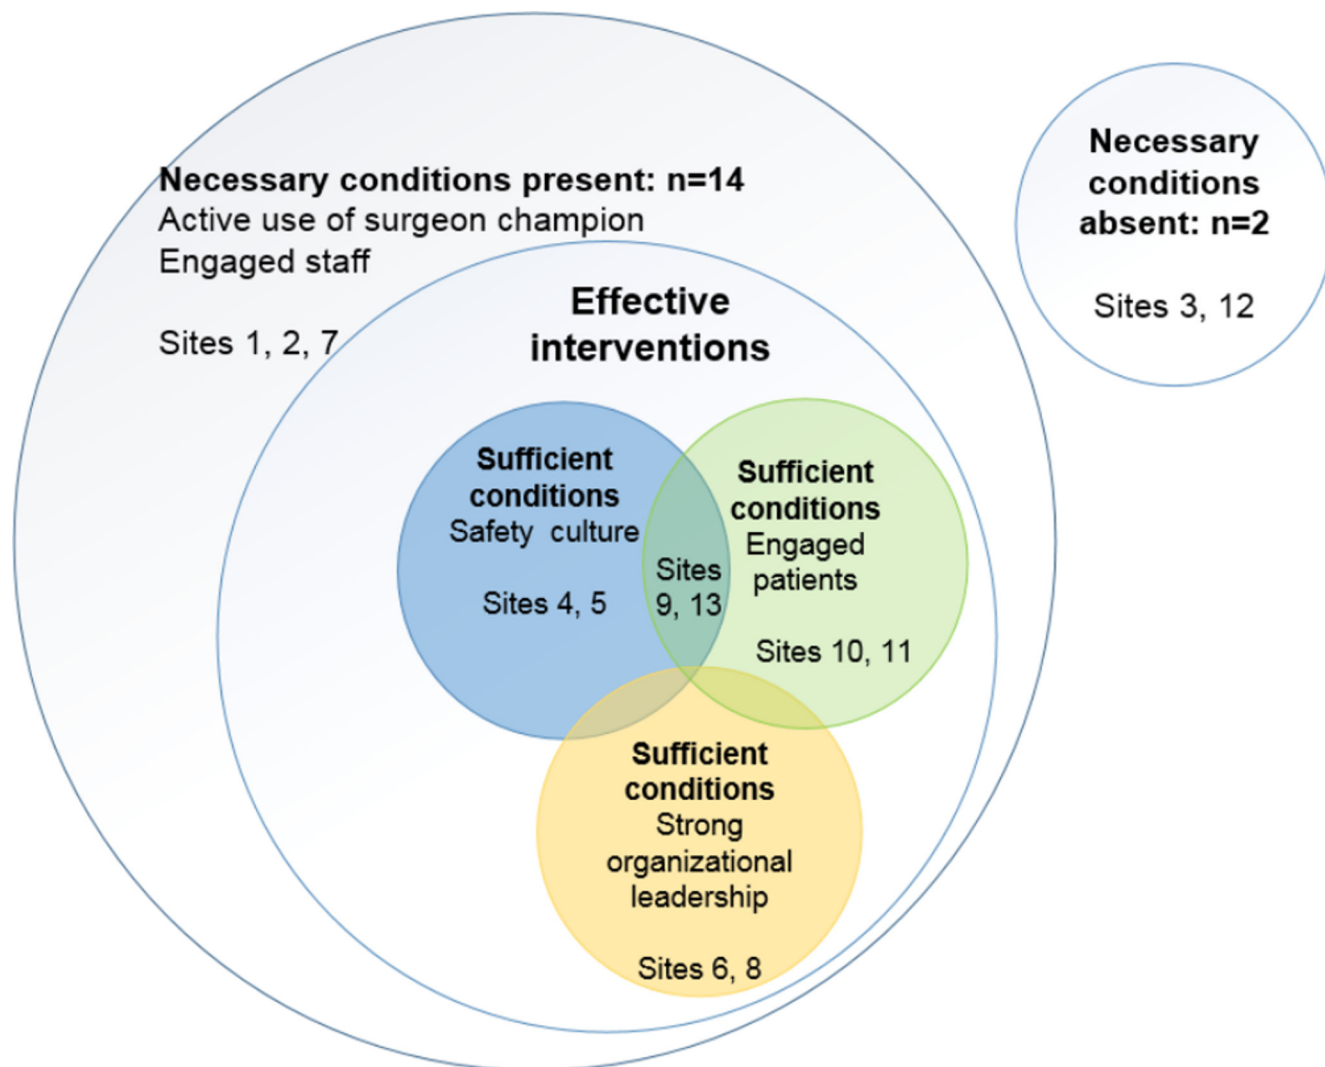 Necessary conditions present: n=14
Active use of surgeon champion
Engaged staff
Sites 1, 2, 7
Necessary
conditions
absent: n=2
Sites 3, 12
Effective
interventions
Sufficient
conditions
Safety culture
Sites 4, 5
Sites
9, 13
Sufficient
conditions
Engaged
patients
Sites 10, 11
Sufficient
conditions
Strong
organizational
leadership
Sites 6, 8